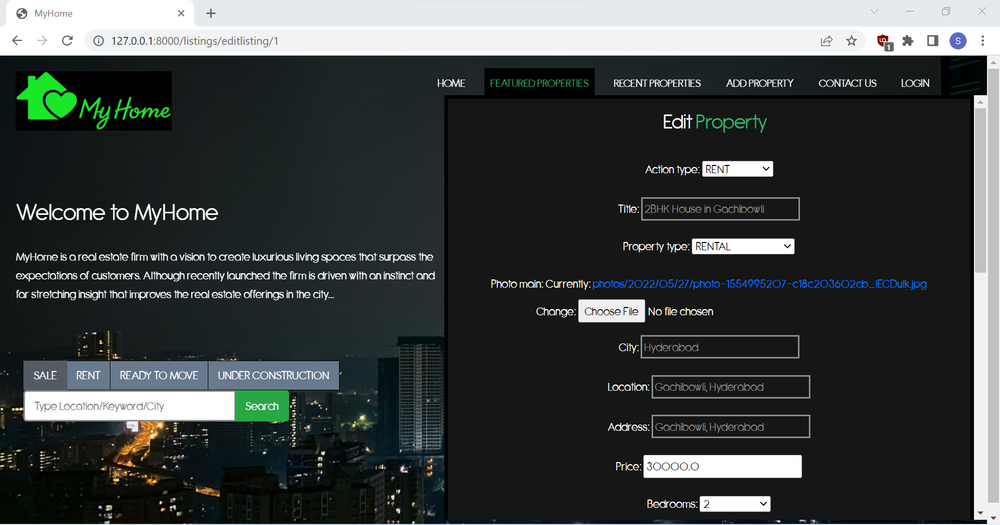 MyHome
127.0.0.1:8000/listings/editlisting/1
1
S
MyHome
HOME
FEATURED PROPERTIES
RECENT PROPERTIES
ADD PROPERTY
CONTACT US
LOGIN
Welcome to MyHome
MyHome is a real estate firm with a vision to create luxurious living spaces that surpass the
expectations of customers. Although recently launched the firm is driven with an instinct and
far stretching insight that improves the real estate offerings in the city...
SALE
RENT
READY TO MOVE
UNDER CONSTRUCTION
Type Location/Keyword/City
Search
Edit Property
Action type: RENT
Title: 2BHK House in Gachibowli
Property type: RENTAL
Photo main: Currently: photos/2022/05/27/photo-1554995207-c18c203602cb_IECDulk.jpg
Change: Choose File No file chosen
City: Hyderabad
Location: Gachibowli, Hyderabad
Address: Gachibowli, Hyderabad
Price: 30000.0
Bedrooms: 2